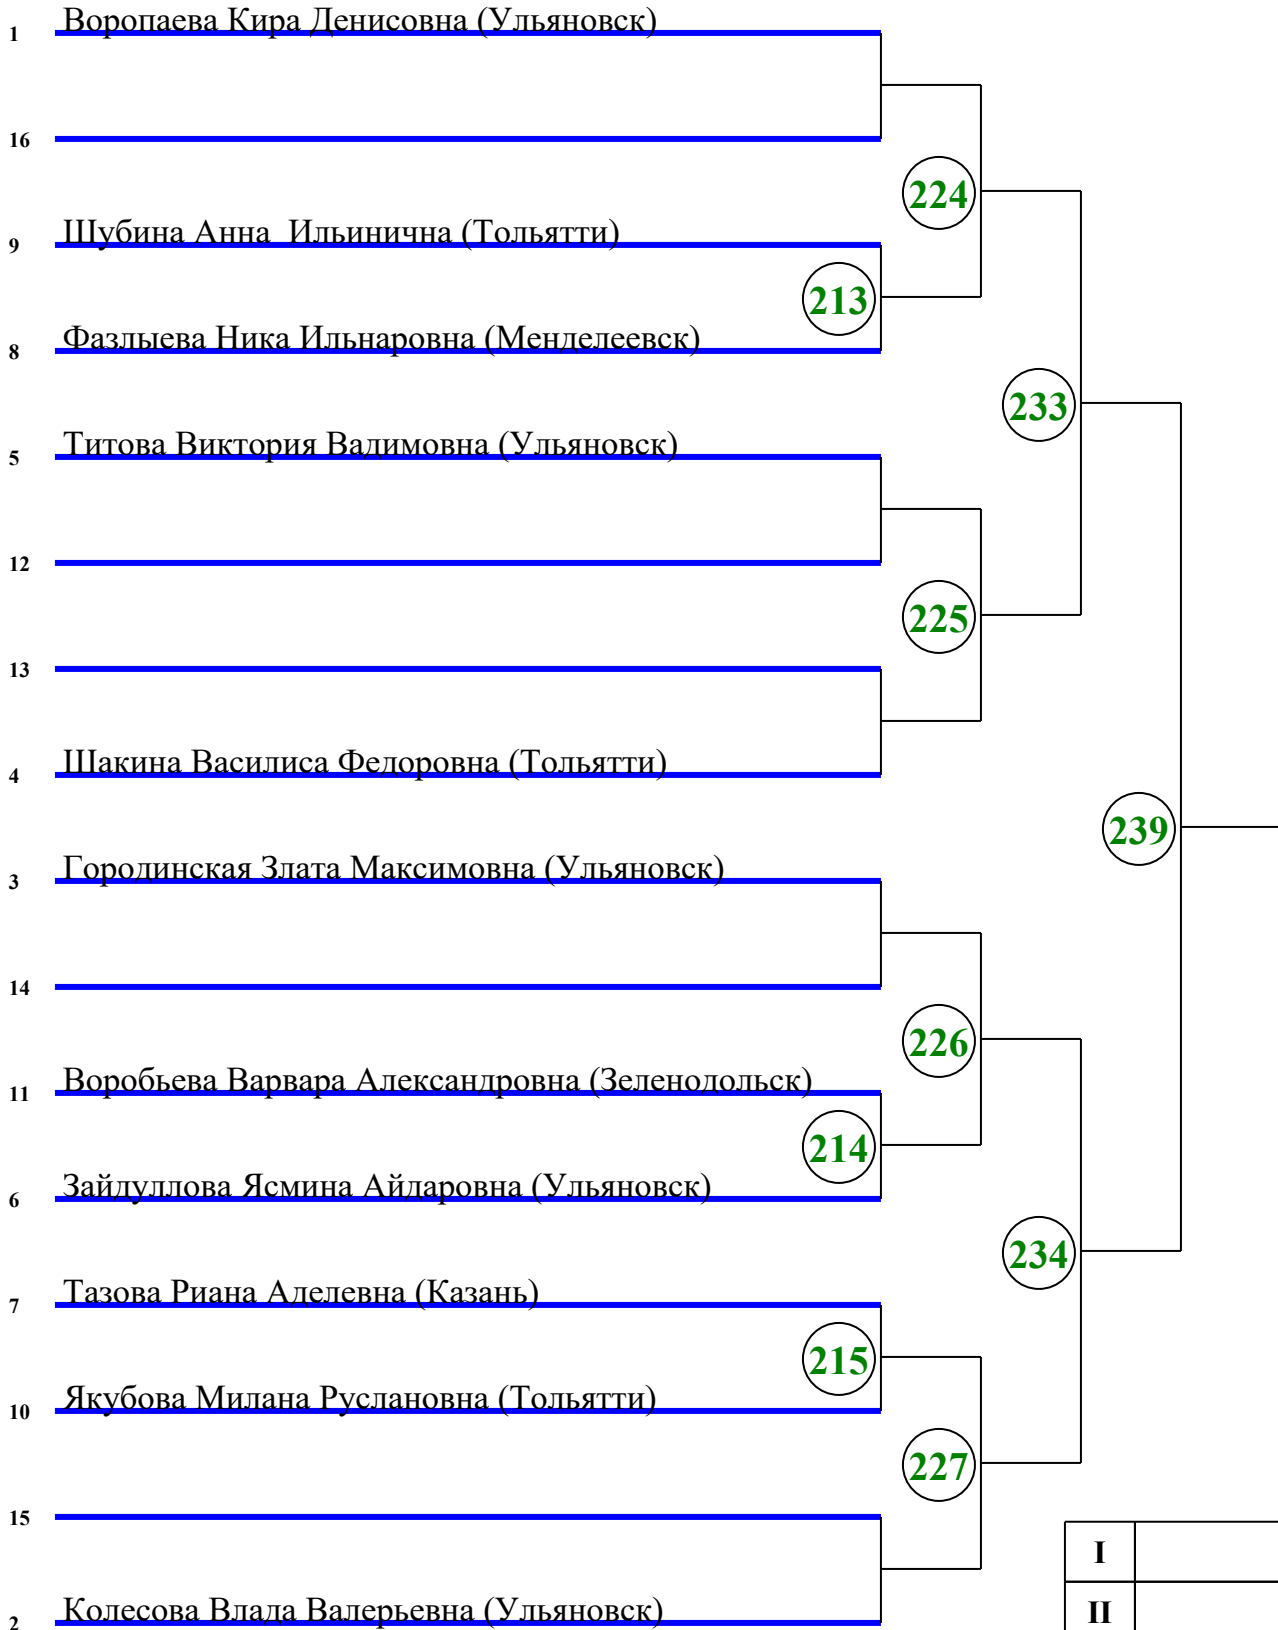 1 Воропаева Кира Денисовна (Ульяновск)
16
224
9 Шубина Анна  Ильинична (Тольятти)
213
8 Фазлыева Ника Ильнаровна (Менделеевск)
233
5 Титова Виктория Вадимовна (Ульяновск)
12
225
13
4 Шакина Василиса Федоровна (Тольятти)
239
3 Городинская Злата Максимовна (Ульяновск)
14
226
11 Воробьева Варвара Александровна (Зеленодольск)
214
6 Зайдуллова Ясмина Айдаровна (Ульяновск)
234
7 Тазова Риана Аделевна (Казань)
215
10 Якубова Милана Руслановна (Тольятти)
227
15
I
II
2 Колесова Влада Валерьевна (Ульяновск)